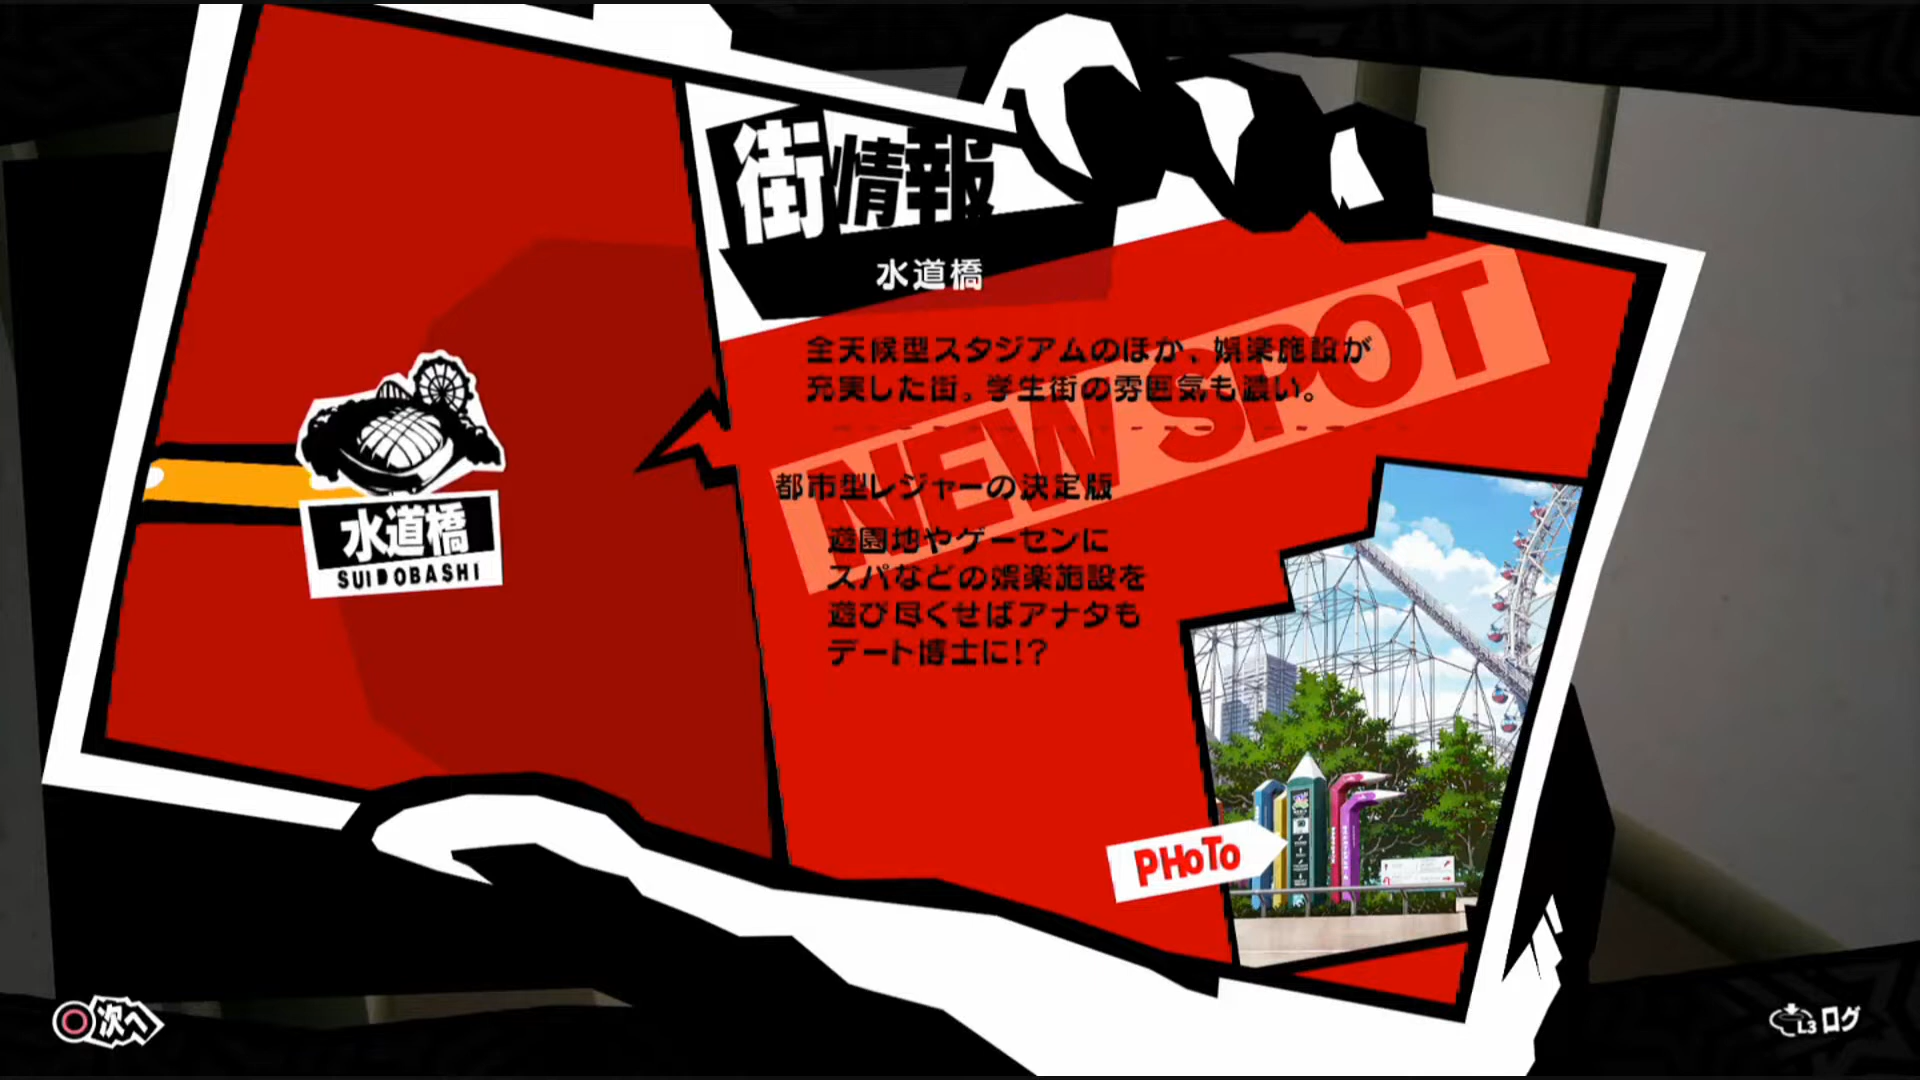 街情報
水道橋
NEW SPOT
全天候型スタジアムのほか、娯楽施設が
充実した街。学生街の雰囲気も濃い。
都市型レジャーの決定版
遊園地やゲーセンに
スパなどの娯楽施設を
遊び尽くせばアナタも
デート博士に!?
水道橋
SUIDOBASHI
PHoTo
次へ
L3 ログ